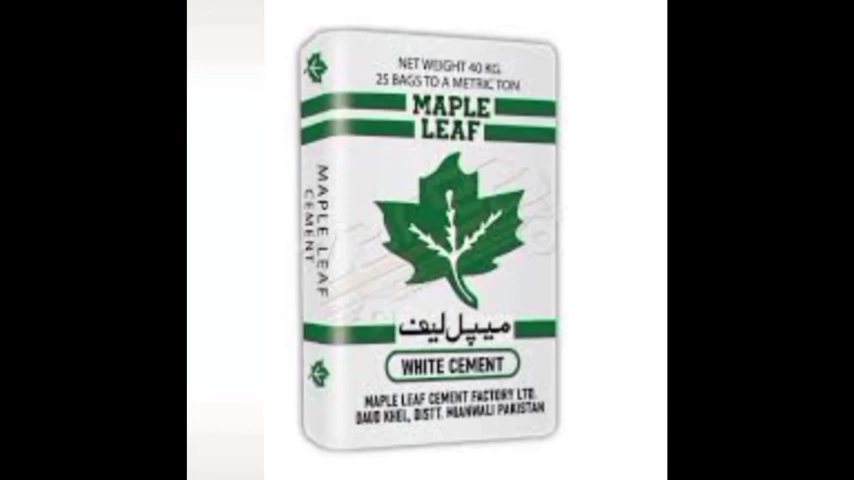 NET WEIGHT 40 KG.
25 BAGS TO A METRIC TON
MAPLE
LEAF
MAPLE LEAF
CEMENT
میپل لیف
WHITE CEMENT
MAPLE LEAF CEMENT FACTORY LTD.
DAUD KHEL, DISTT. MIANWALI PAKISTAN